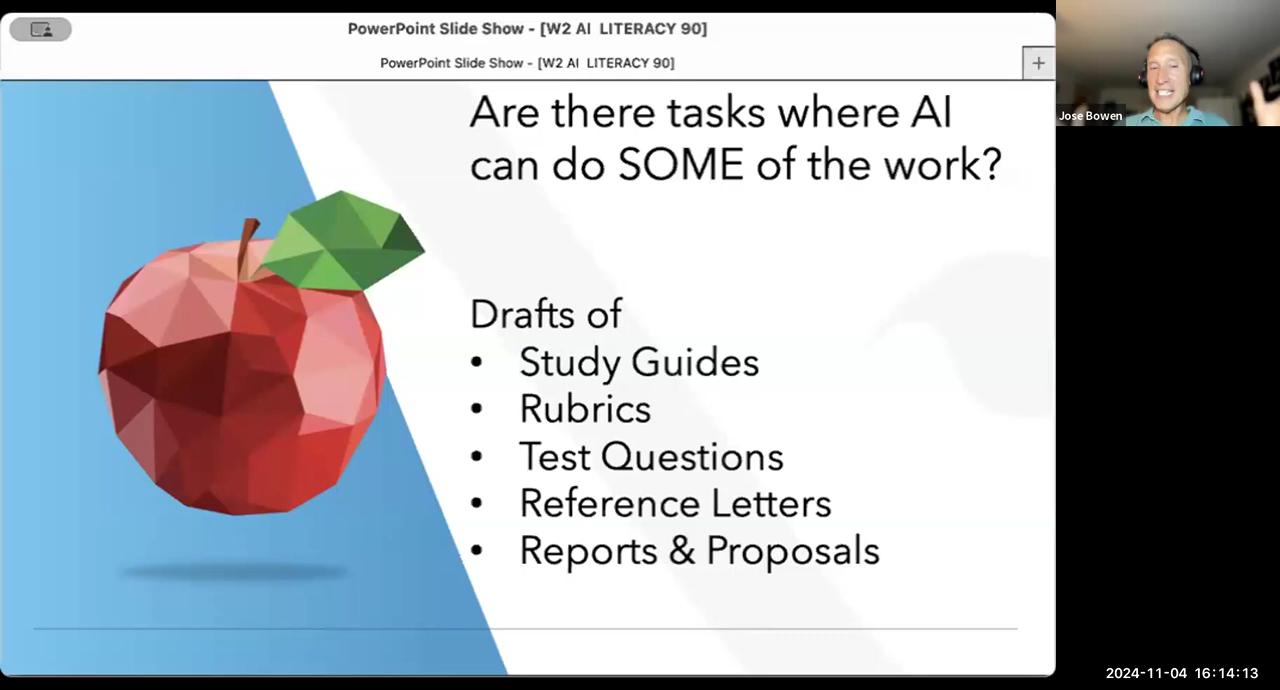 PowerPoint Slide Show - [W2 AI  LITERACY 90]
PowerPoint Slide Show - [W2 AI  LITERACY 90]
+
Jose Bowen
Are there tasks where AI
can do SOME of the work?
Drafts of
• Study Guides
• Rubrics
• Test Questions
• Reference Letters
• Reports & Proposals
2024-11-04 16:14:13